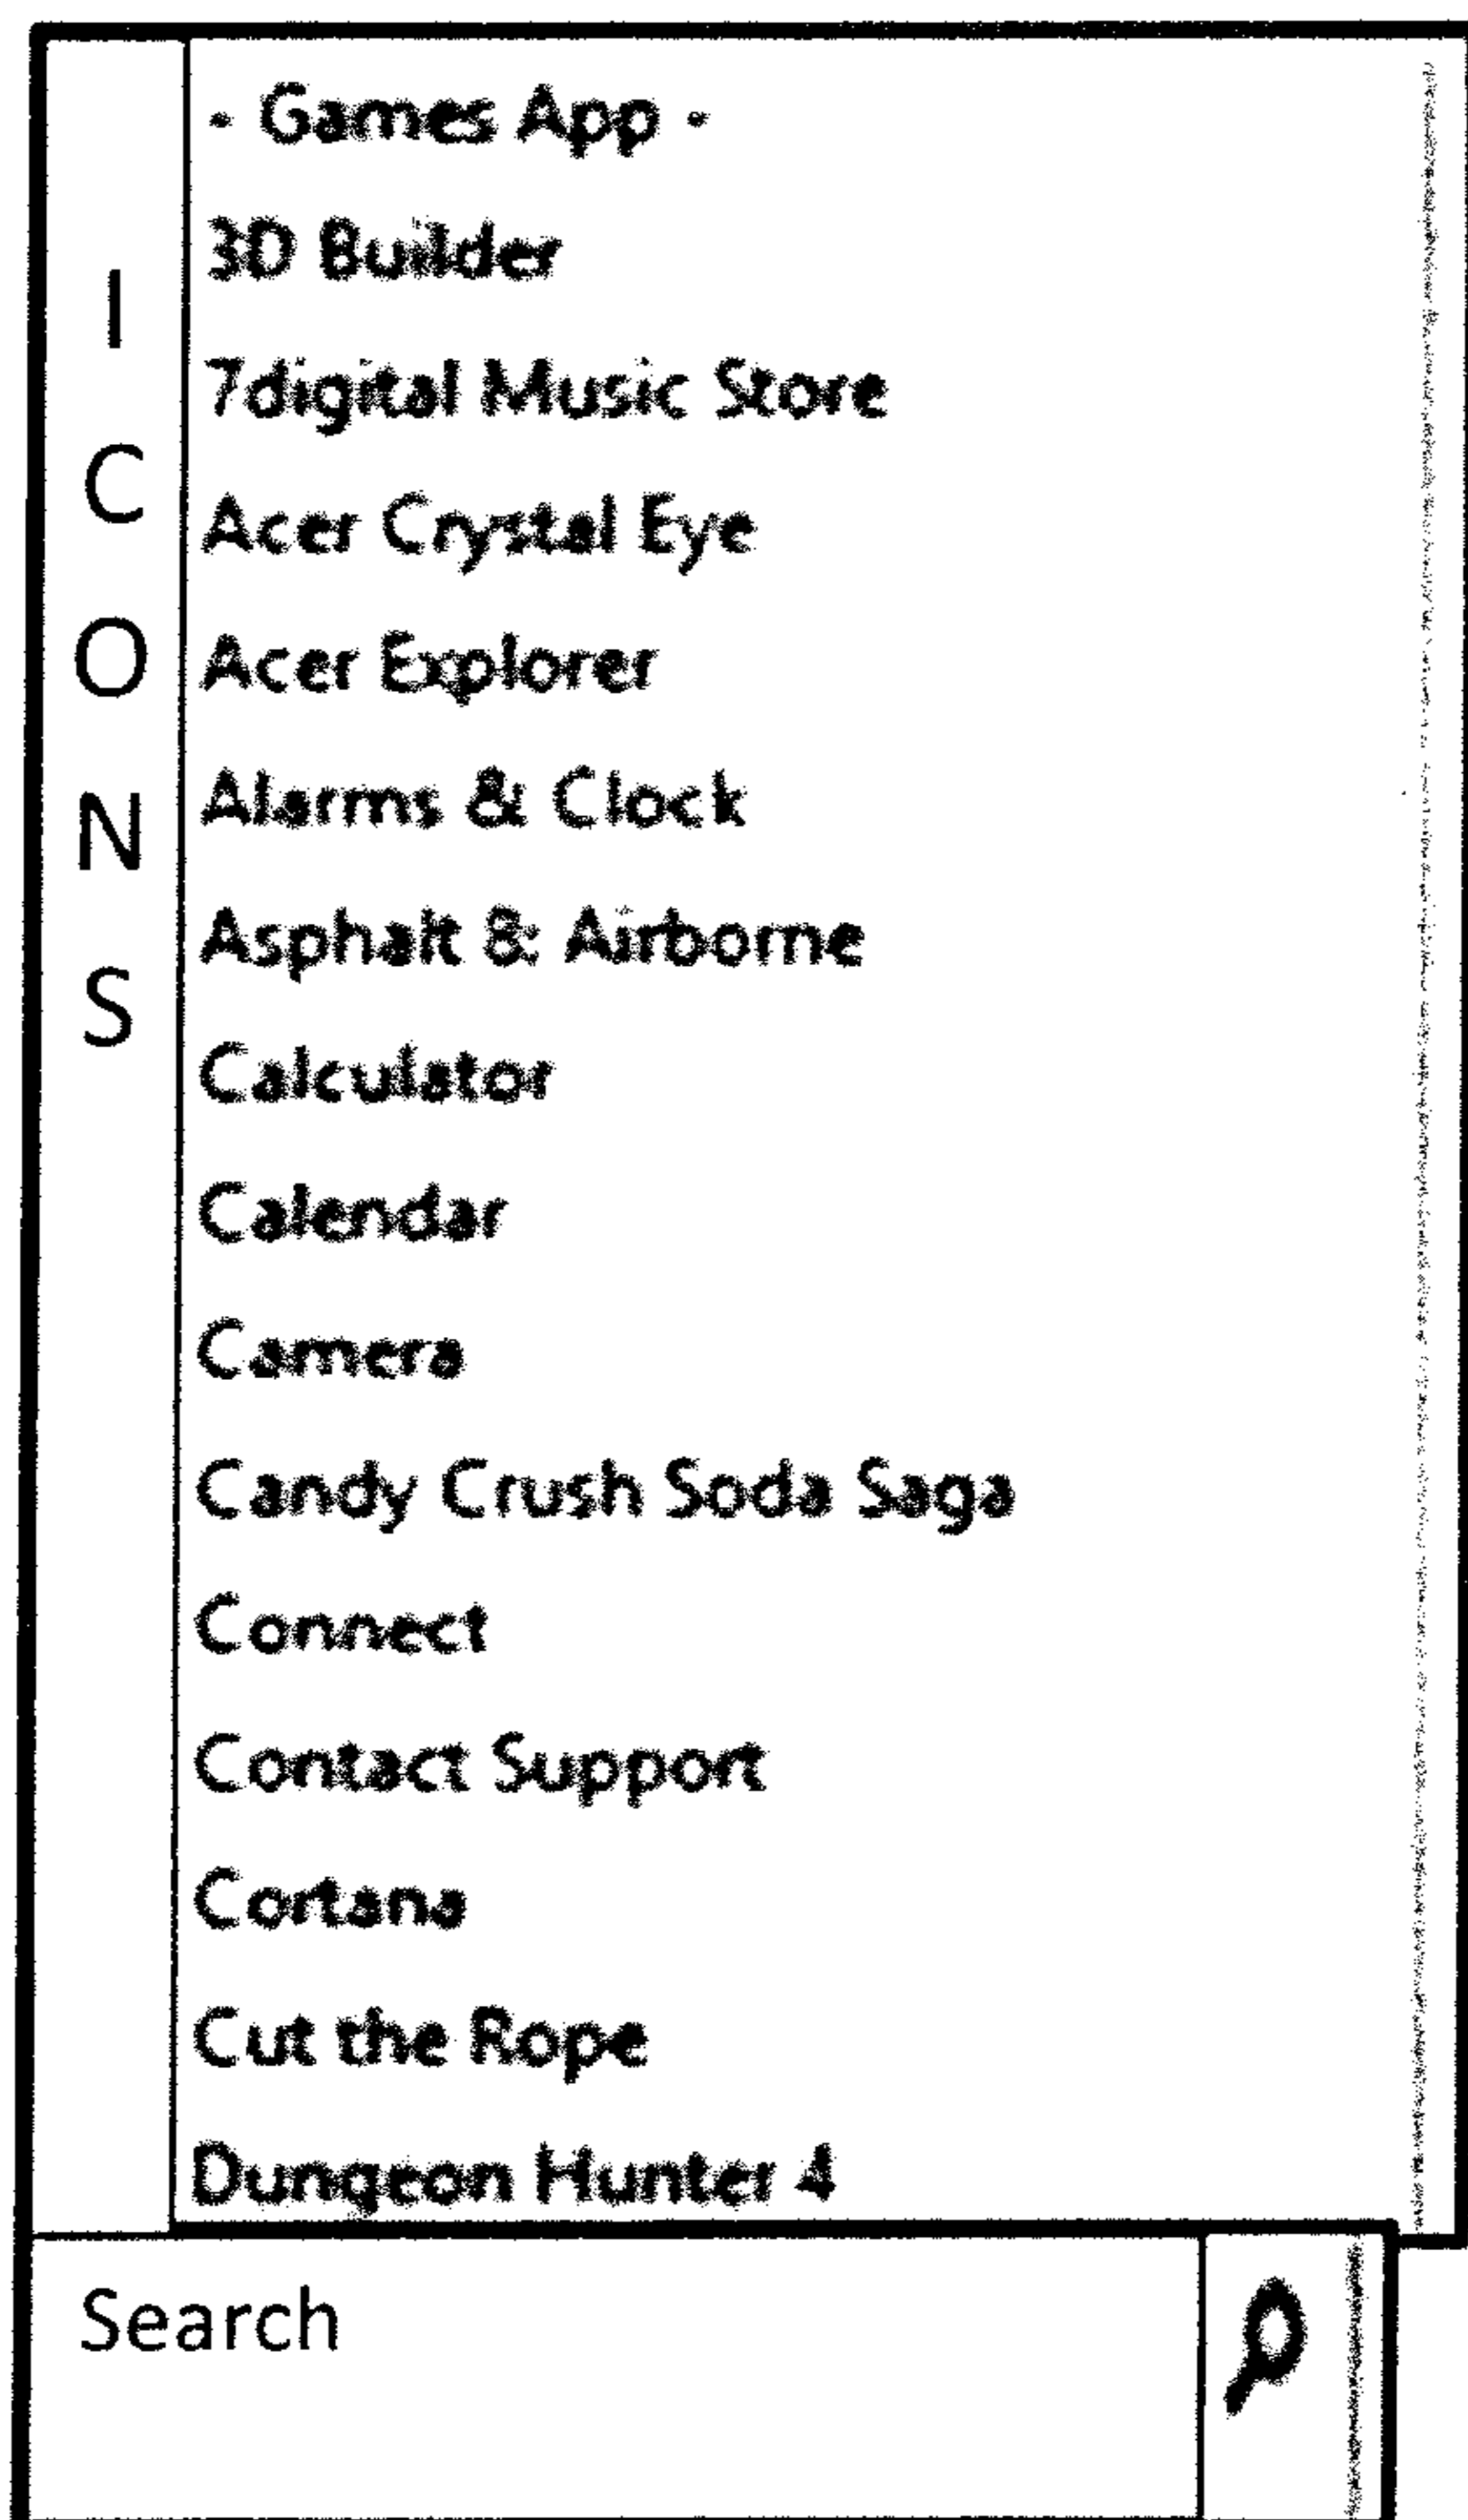 I
C
O
N
S
- Games App -
3D Builder
7digital Music Store
Acer Crystal Eye
Acer Explorer
Alarms & Clock
Asphalt 8: Airborne
Calculator
Calendar
Camera
Candy Crush Soda Saga
Connect
Contact Support
Cortana
Cut the Rope
Dungeon Hunter 4
Search